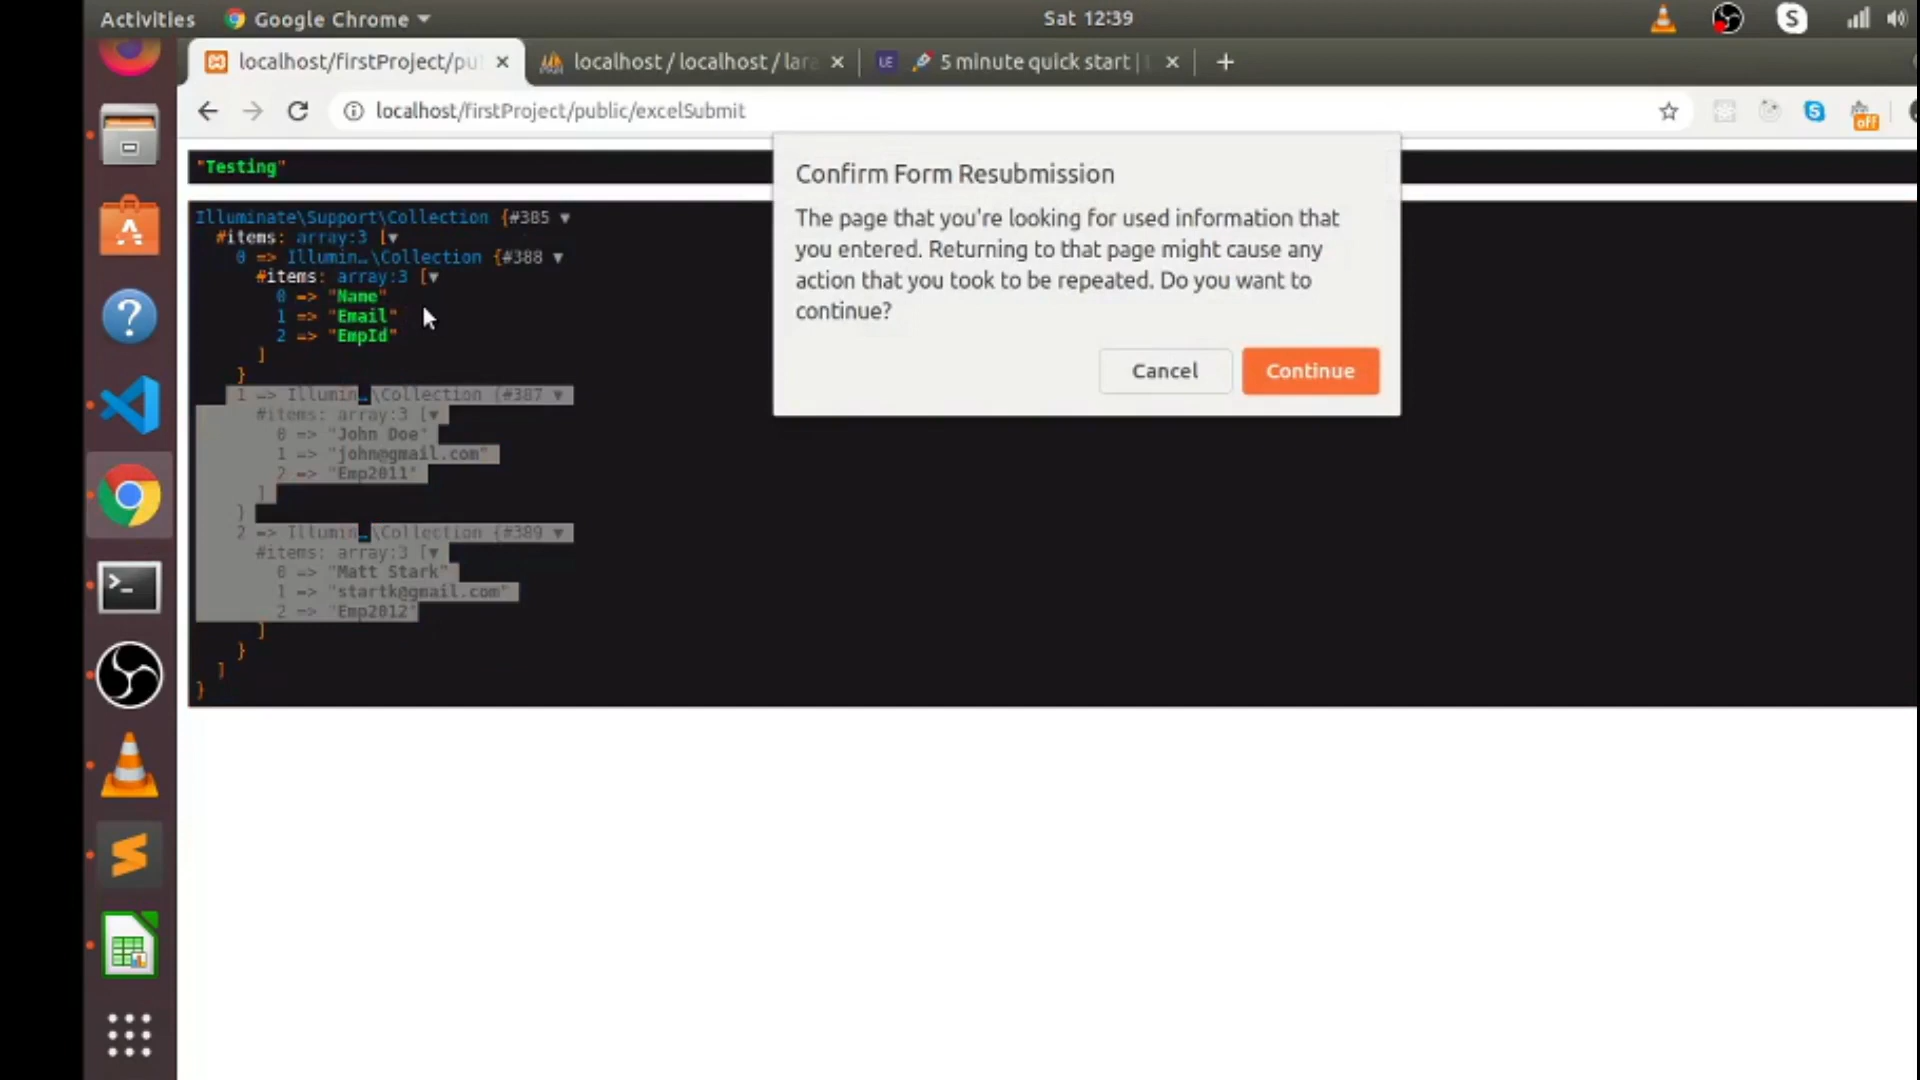 Activities
Google Chrome
Sat 12:39
S
localhost/firstProject/pu
localhost / localhost / lar
UE
5 minute quick start |
localhost/firstProject/public/excelSubmit
S
off
"Testing"
Confirm Form Resubmission
The page that you're looking for used information that
you entered. Returning to that page might cause any
action that you took to be repeated. Do you want to
continue?
Cancel
Continue
Illuminate\Support\Collection {#385 ▼
#items: array:3 [▼
0 => Illumin…\Collection {#388 ▼
#items: array:3 [▼
0 => "Name"
1 => "Email"
2 => "EmpId"
]
}
1 => Illumin…\Collection {#387 ▼
#items: array:3 [▼
0 => "John Doe"
1 => "john@gmail.com"
2 => "Emp2011"
]
}
2 => Illumin…\Collection {#389 ▼
#items: array:3 [▼
0 => "Matt Stark"
1 => "startk@gmail.com"
2 => "Emp2012"
]
}
]
}